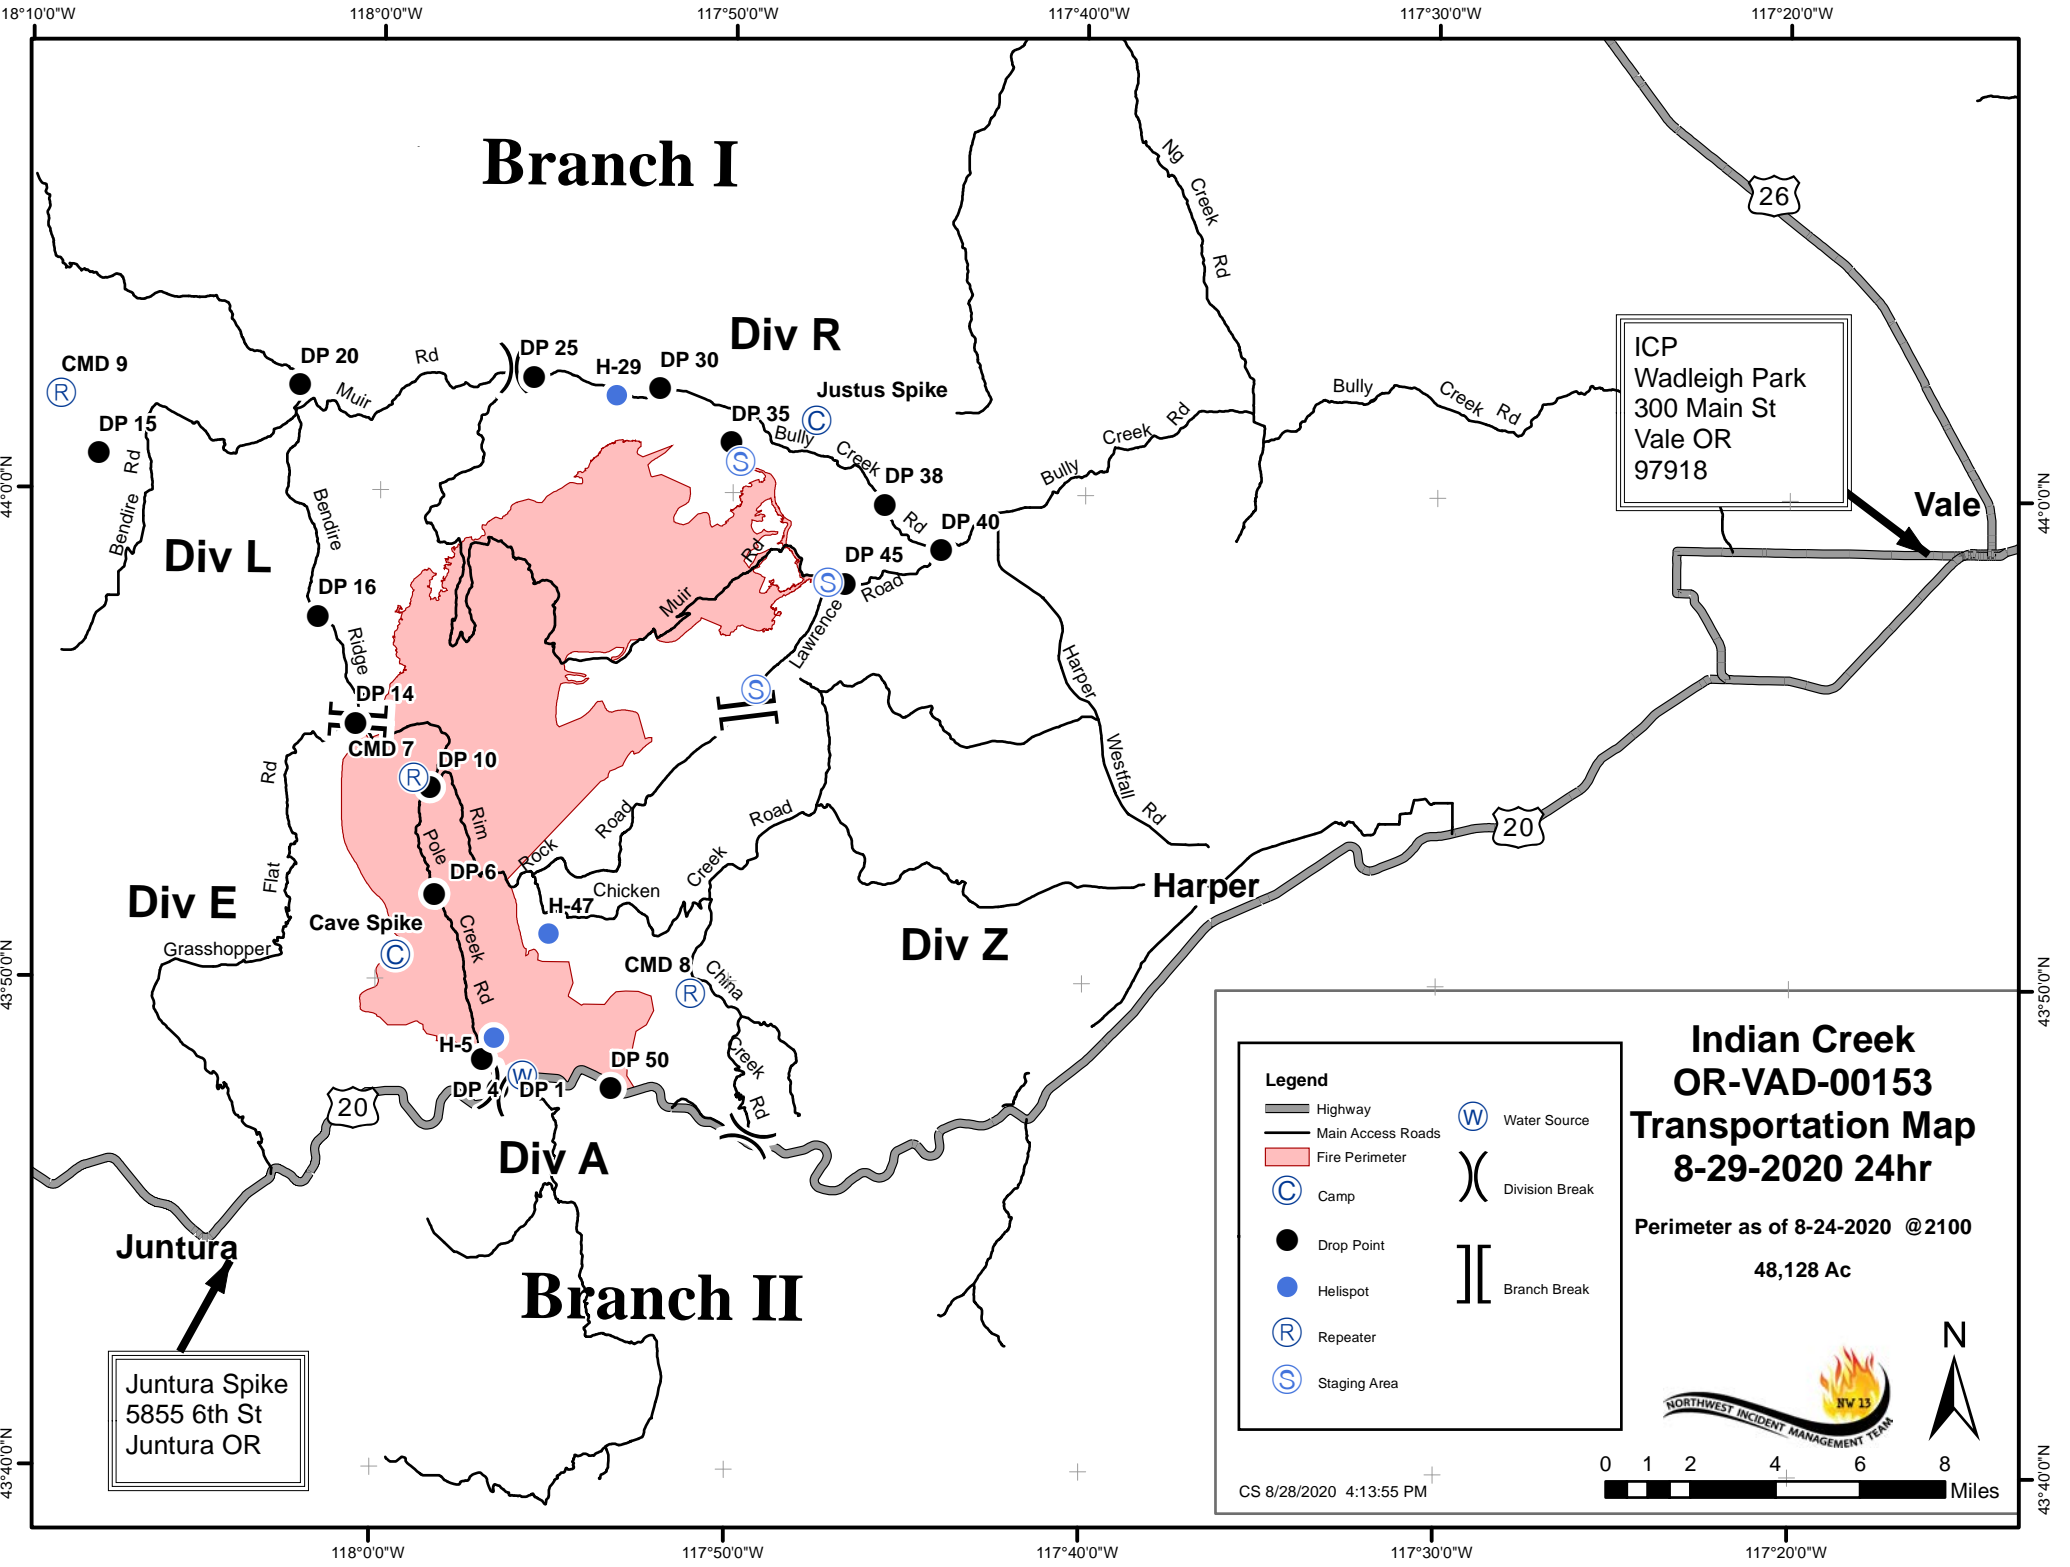 18°10'0"W
118°0'0"W
117°50'0"W
117°40'0"W
117°30'0"W
117°20'0"W
Branch I
Ng
Creek
Rd
26
Div R
ICP
Wadleigh Park
300 Main St
Vale OR
97918
CMD 9
R
DP 20
Muir
Rd
DP 25
H-29
DP 30
Justus Spike
C
DP 15
DP 35
S
Bully
Creek
Rd
Bully
Creek
Rd
Bully
Creek
Rd
DP 38
DP 40
Vale
44°0'0"N
44°0'0"N
Bendire
Rd
Bendire
Ridge
Div L
DP 16
Muir
Rd
S
DP 45
Road
Lawrence
S
Harper
Westfall
Rd
DP 14
CMD 7
R
DP 10
Rim
Pole
Creek
Rd
Rd
Flat
Grasshopper
DP 6
Rock
Road
Chicken
Creek
Road
20
Harper
Div E
Cave Spike
C
H-47
Div Z
CMD 8
R
China
Creek
Rd
43°50'0"N
43°50'0"N
H-5
W
DP 4
DP 1
DP 50
20
Div A
Juntura
Branch II
Juntura Spike
5855 6th St
Juntura OR
Legend
Highway
Main Access Roads
Fire Perimeter
C
Camp
Drop Point
Helispot
R
Repeater
S
Staging Area
W
Water Source
Division Break
Branch Break
Indian Creek
OR-VAD-00153
Transportation Map
8-29-2020 24hr
Perimeter as of 8-24-2020 @2100
48,128 Ac
NW 13
NORTHWEST INCIDENT MANAGEMENT TEAM
N
0 1 2 4 6 8
Miles
CS 8/28/2020 4:13:55 PM
43°40'0"N
43°40'0"N
118°0'0"W
117°50'0"W
117°40'0"W
117°30'0"W
117°20'0"W